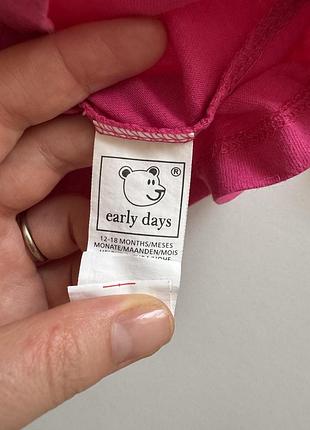 ®
early days
12-18 MONTHS/MESES
MONATE/MAANDEN/MOIS